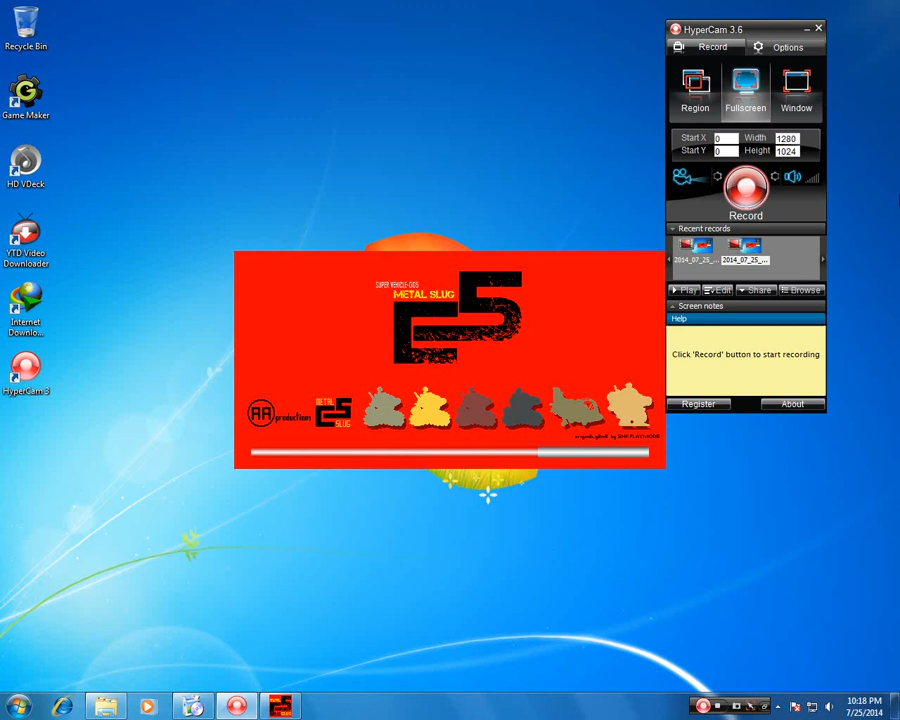 Recycle Bin
Game Maker
HD VDeck
YTD Video
Downloader
Internet
Downlo...
HyperCam 3
SUPER VEHICLE-005
METAL SLUG
5
AA productions
METAL
5
SLUG
HyperCam 3.6
Record
Options
Region
Fullscreen
Window
Start X 0 Width 1280
Start Y 0 Height 1024
Record
Recent records
2014_07_25_... 2014_07_25_...
Play Edit Share Browse
Screen notes
Help
Click 'Record' button to start recording
Register About
10:18 PM
7/25/2014